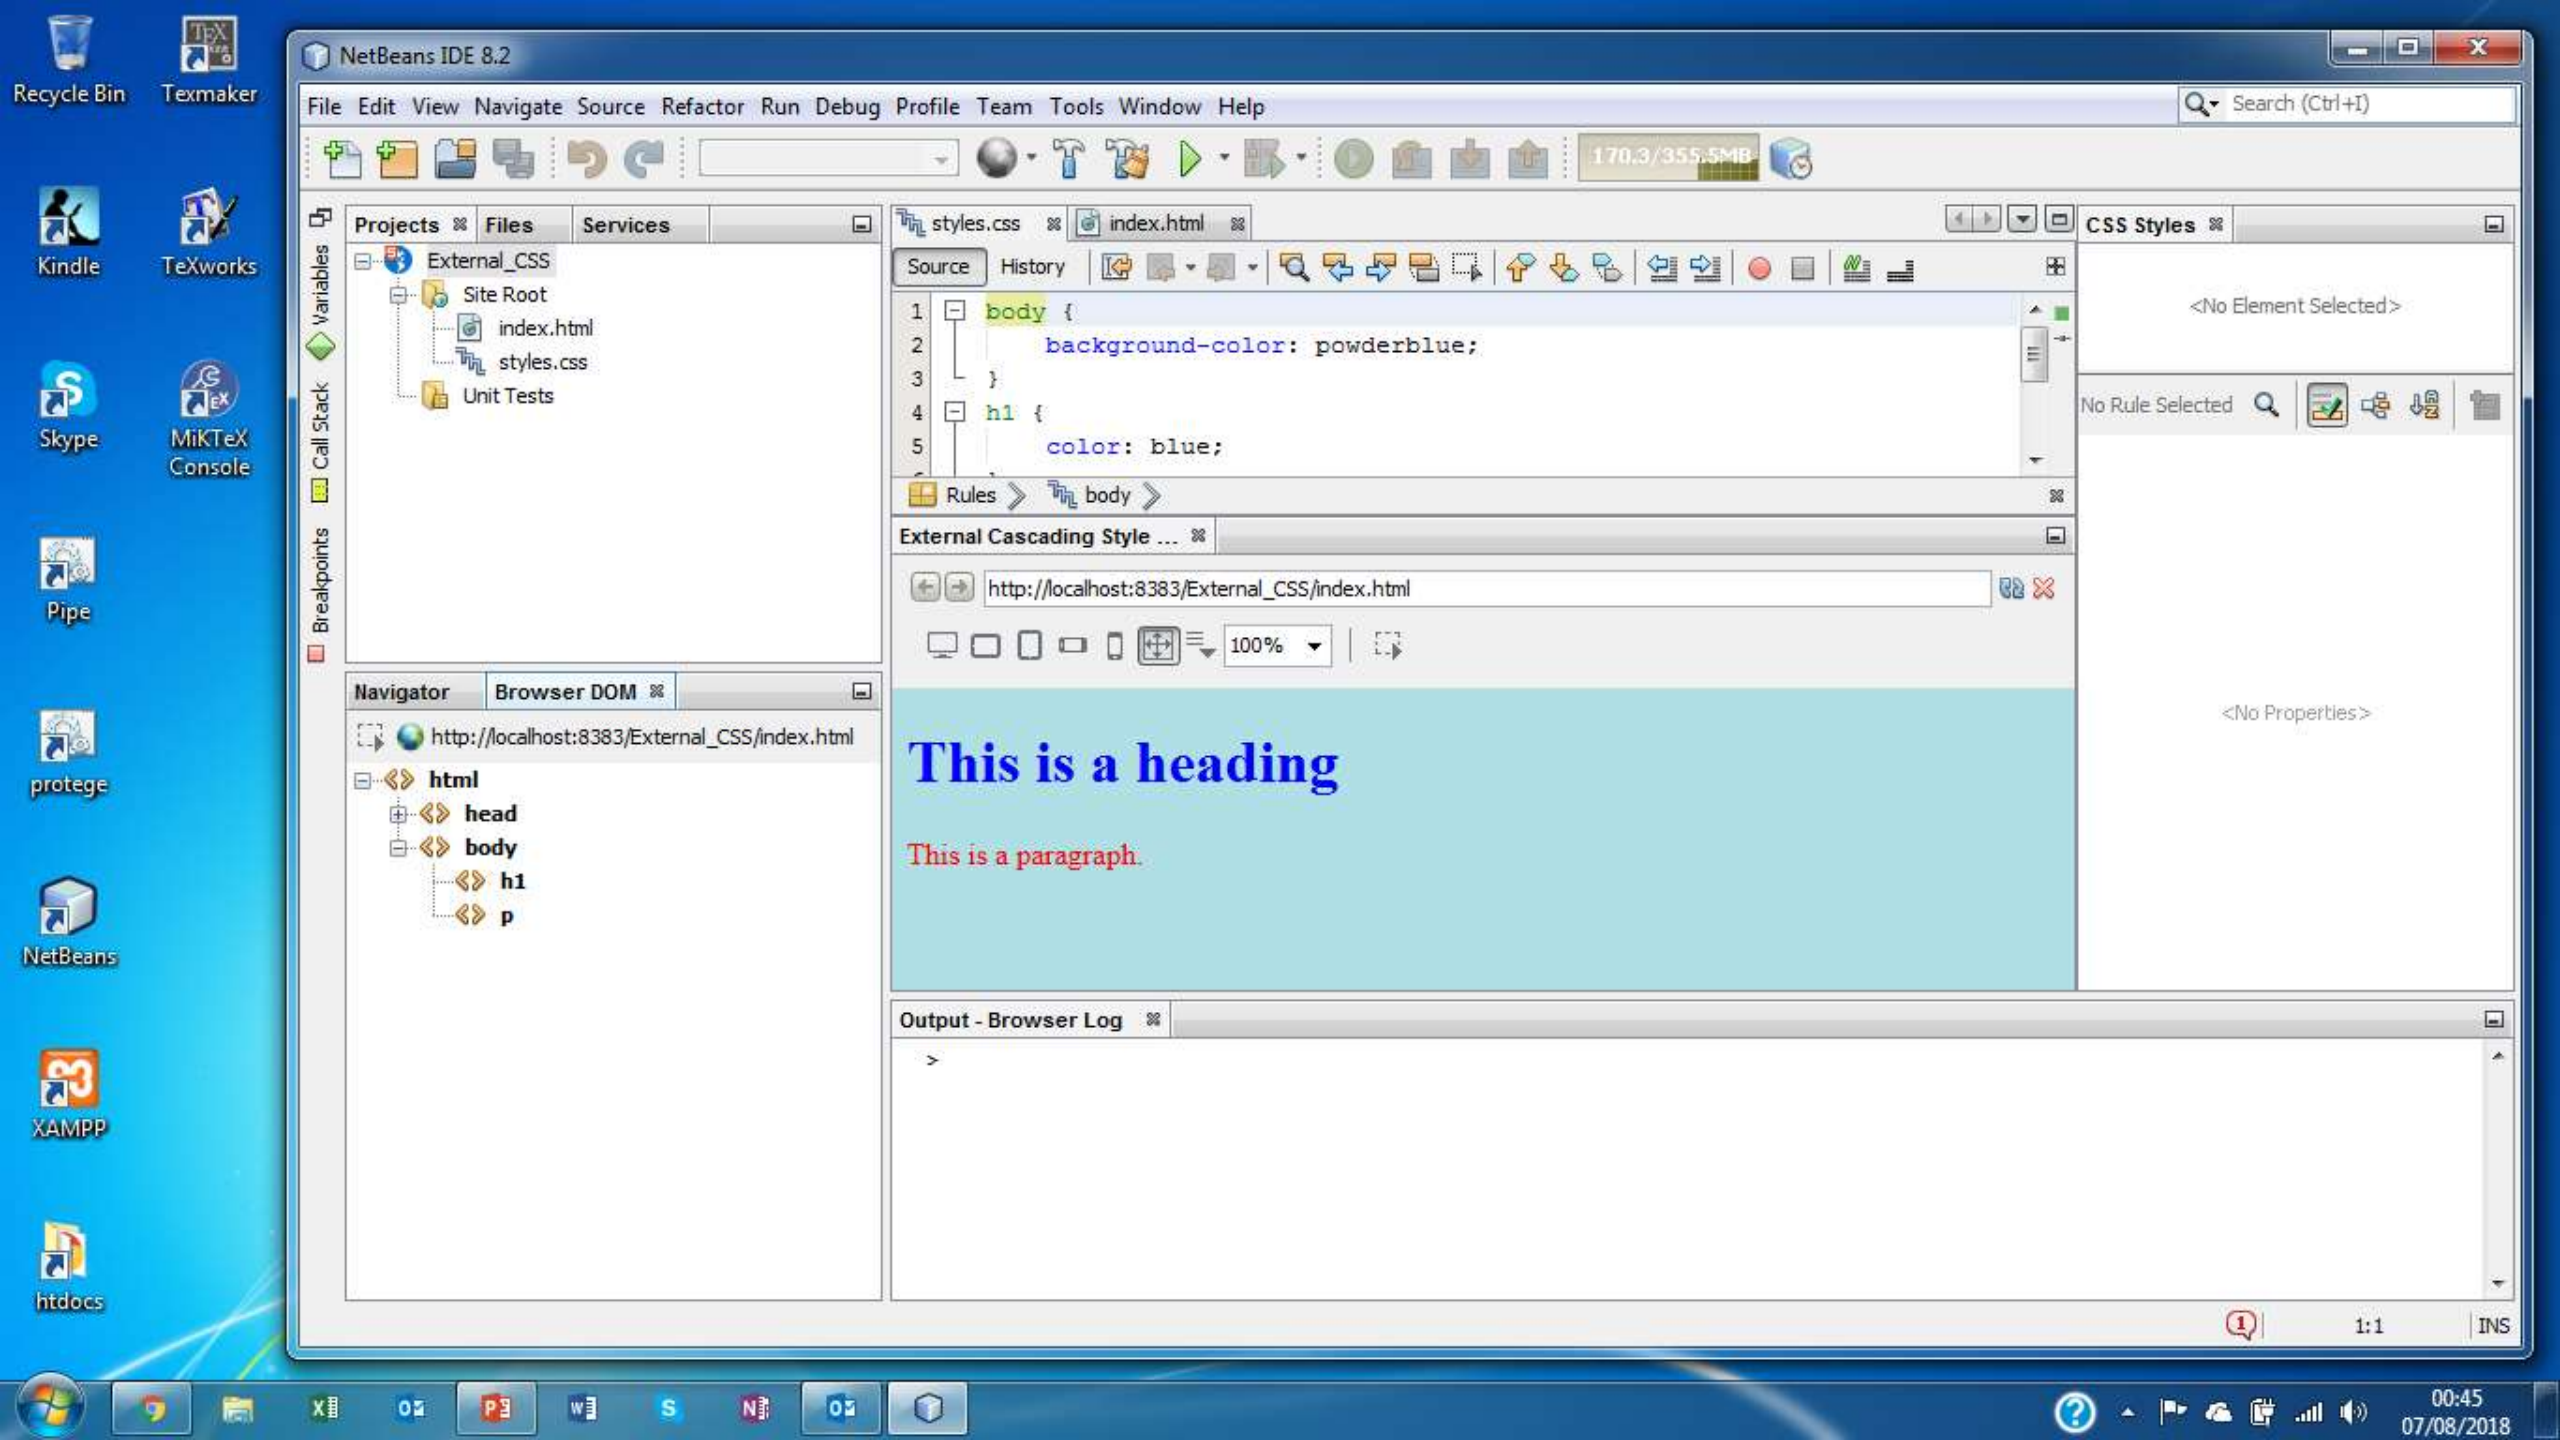 Recycle Bin
Texmaker
Kindle
TeXworks
Skype
MiKTeX
Console
Pipe
protege
NetBeans
XAMPP
htdocs
NetBeans IDE 8.2
File Edit View Navigate Source Refactor Run Debug Profile Team Tools Window Help
Search (Ctrl+I)
170.3/355.5MB
Variables
Call Stack
Breakpoints
Projects Files Services
External_CSS
Site Root
index.html
styles.css
Unit Tests
styles.css index.html
Source History
1 body {
2 background-color: powderblue;
3 }
4 h1 {
5 color: blue;
Rules body
CSS Styles
<No Element Selected>
No Rule Selected
<No Properties>
External Cascading Style ...
http://localhost:8383/External_CSS/index.html
100%
This is a heading
This is a paragraph.
Navigator Browser DOM
http://localhost:8383/External_CSS/index.html
html
head
body
h1
p
Output - Browser Log
>
1 1:1 INS
00:45
07/08/2018